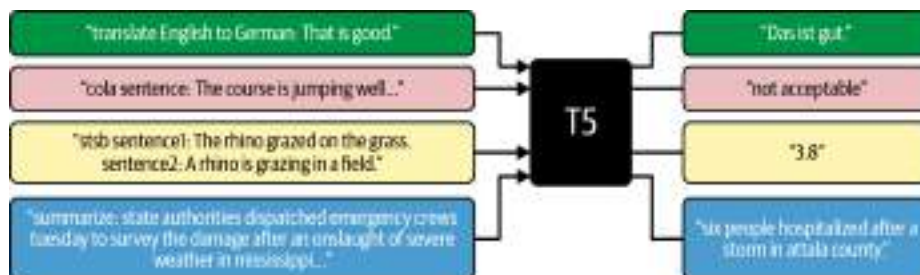 "translate English to German: That is good."
"Das ist gut."
"cola sentence: The course is jumping well..."
"not acceptable"
T5
"stsb sentence1: The rhino grazed on the grass.
sentence2: A rhino is grazing in a field."
"3.8"
"summarize: state authorities dispatched emergency crews
tuesday to survey the damage after an onslaught of severe
weather in mississippi..."
"six people hospitalized after a
storm in attala county"